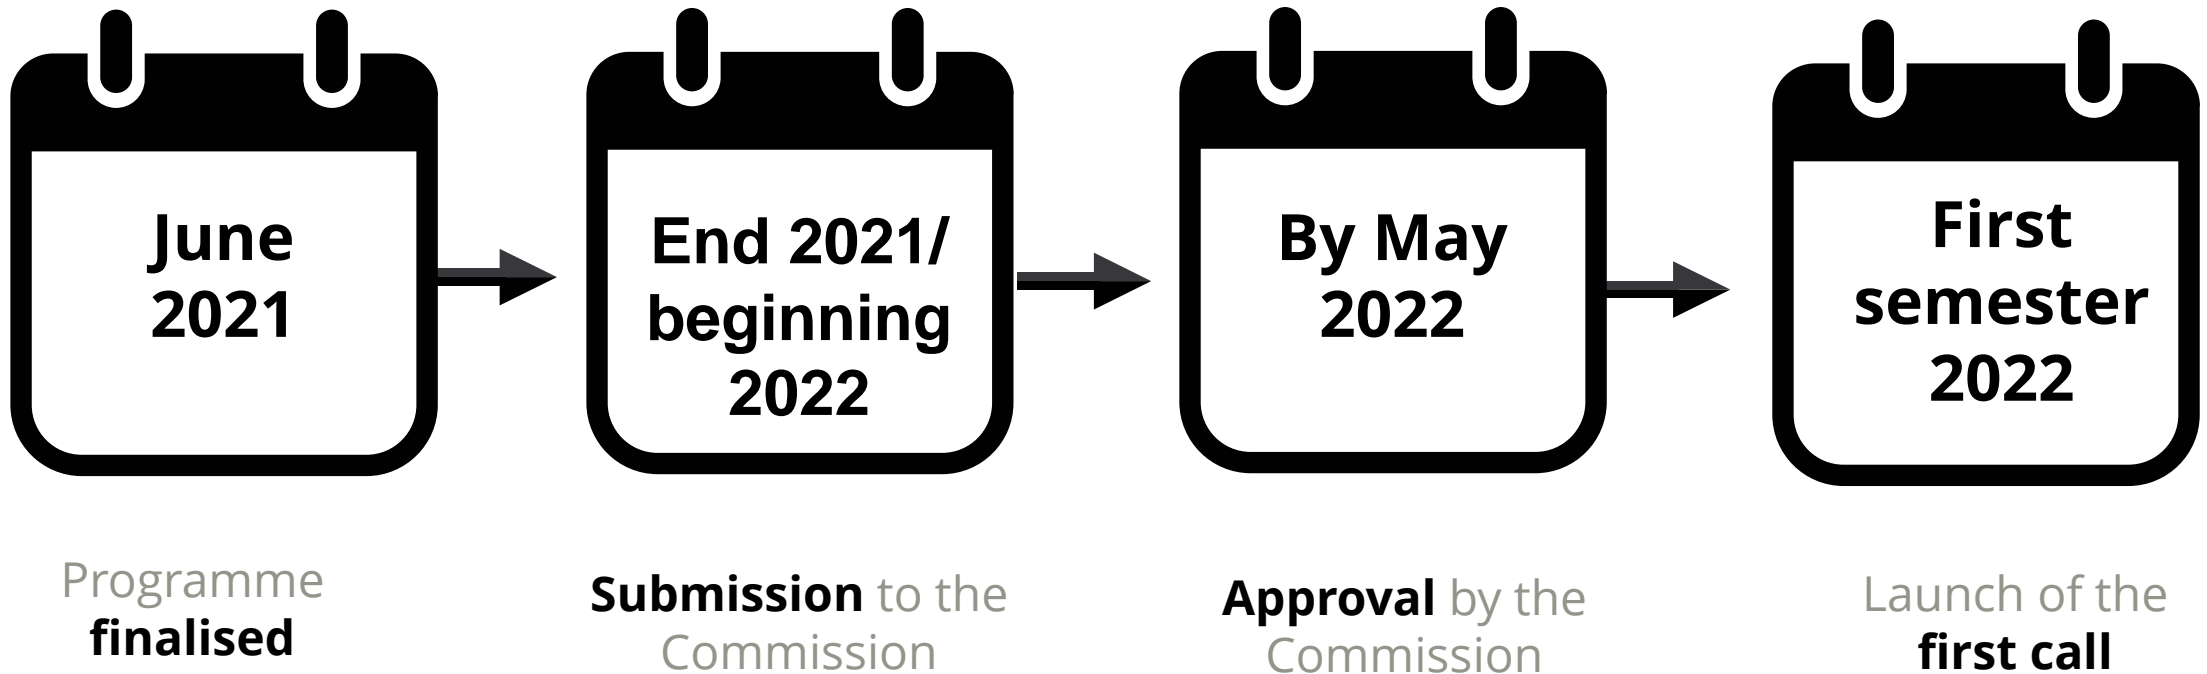 June
2021
End 2021/
beginning
2022
By May
2022
First
semester
2022
Programme
finalised
Submission to the
Commission
Approval by the
Commission
Launch of the
first call